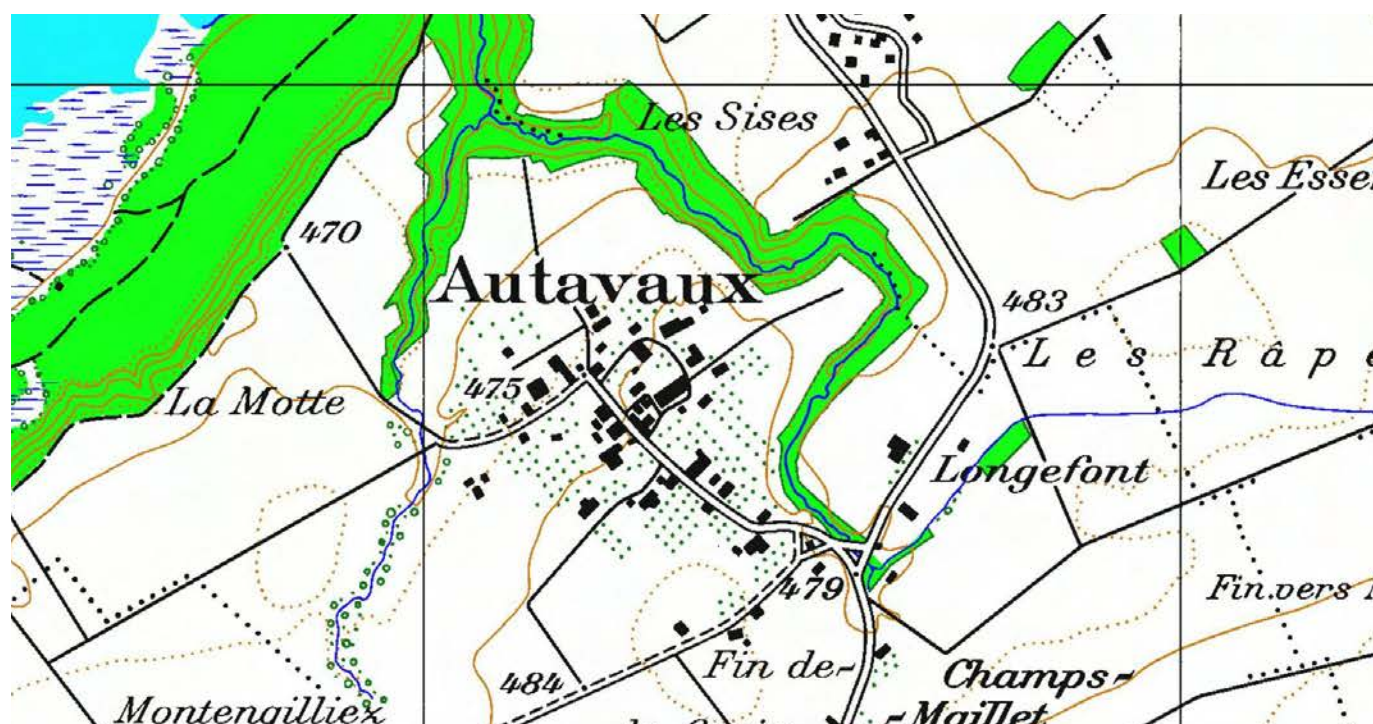 Les Sises
Les Esser
470
Autavaux
483
Les Râpe
475
La Motte
Longefont
479
Fin vers
484
Fin de-
Champs-
Montengilliez
-Maillet